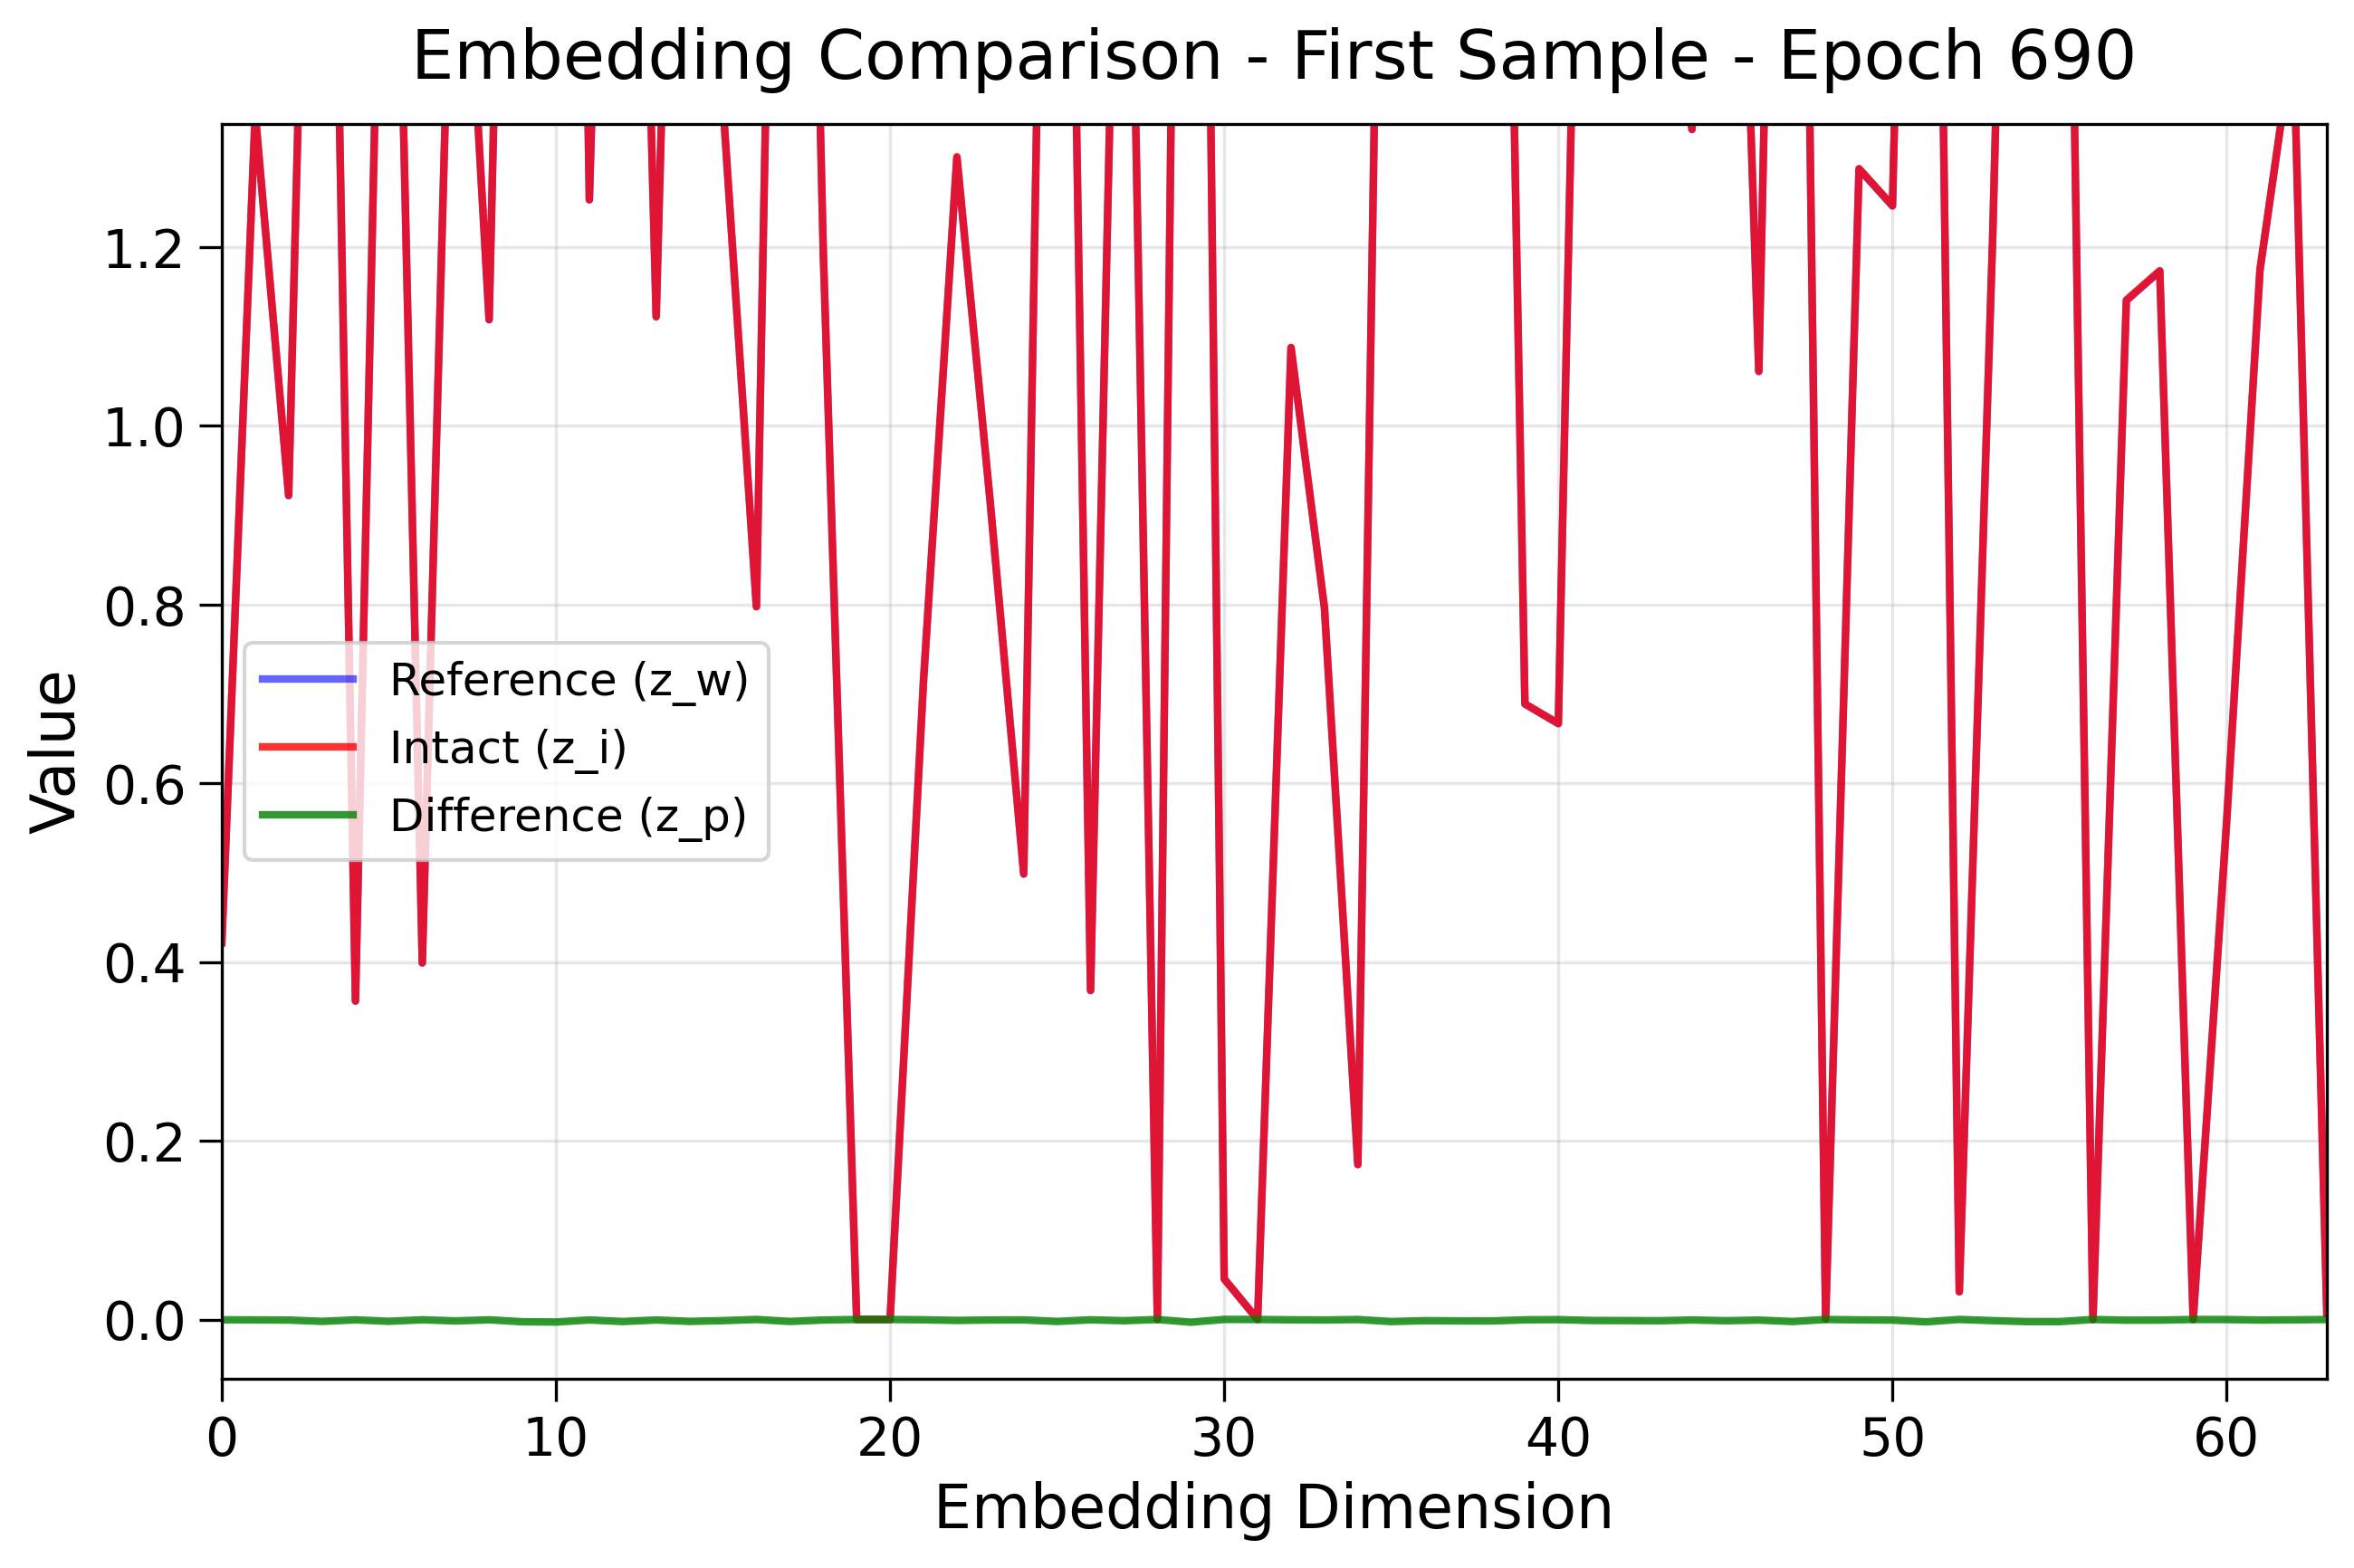 Embedding Comparison - First Sample - Epoch 690
Value
1.2
1.0
0.8
0.6
0.4
0.2
0.0
Reference (z_w)
Intact (z_i)
Difference (z_p)
0 10 20 30 40 50 60
Embedding Dimension